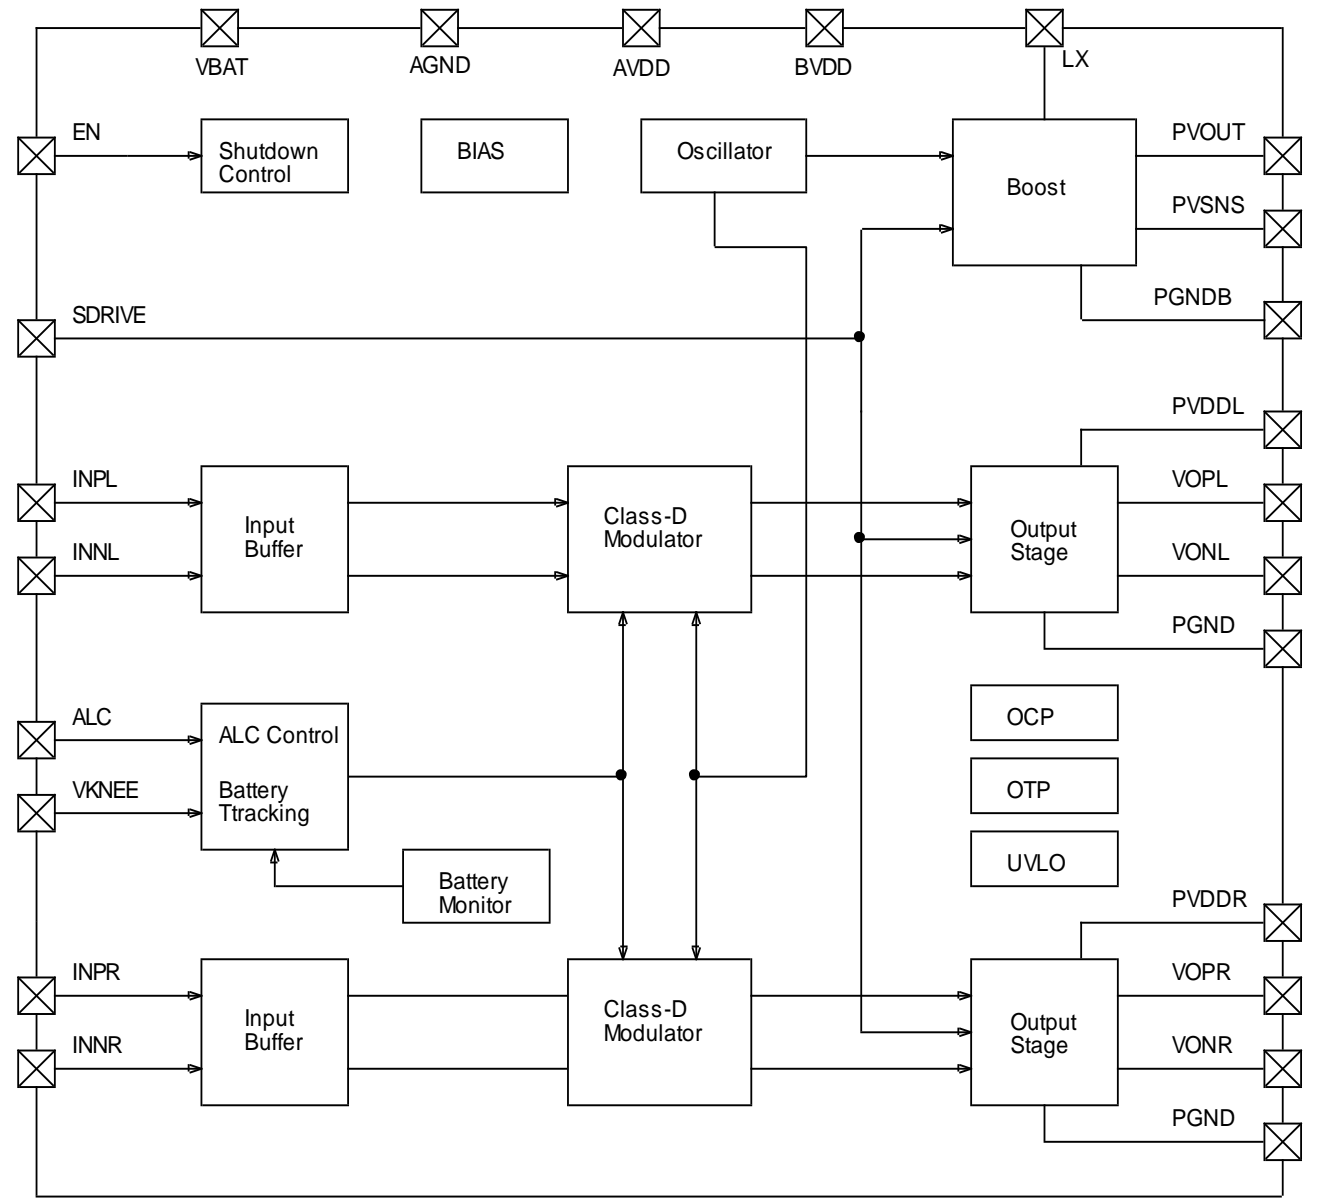 VBAT
AGND
AVDD
BVDD
LX
EN
Shutdown
Control
BIAS
Oscillator
Boost
PVOUT
PVSNS
PGNDB
SDRIVE
PVDDL
INPL
INNL
Input
Buffer
Class-D
Modulator
Output
Stage
VOPL
VONL
PGND
ALC
VKNEE
ALC Control
Battery
Ttracking
Battery
Monitor
OCP
OTP
UVLO
PVDDR
INPR
INNR
Input
Buffer
Class-D
Modulator
Output
Stage
VOPR
VONR
PGND